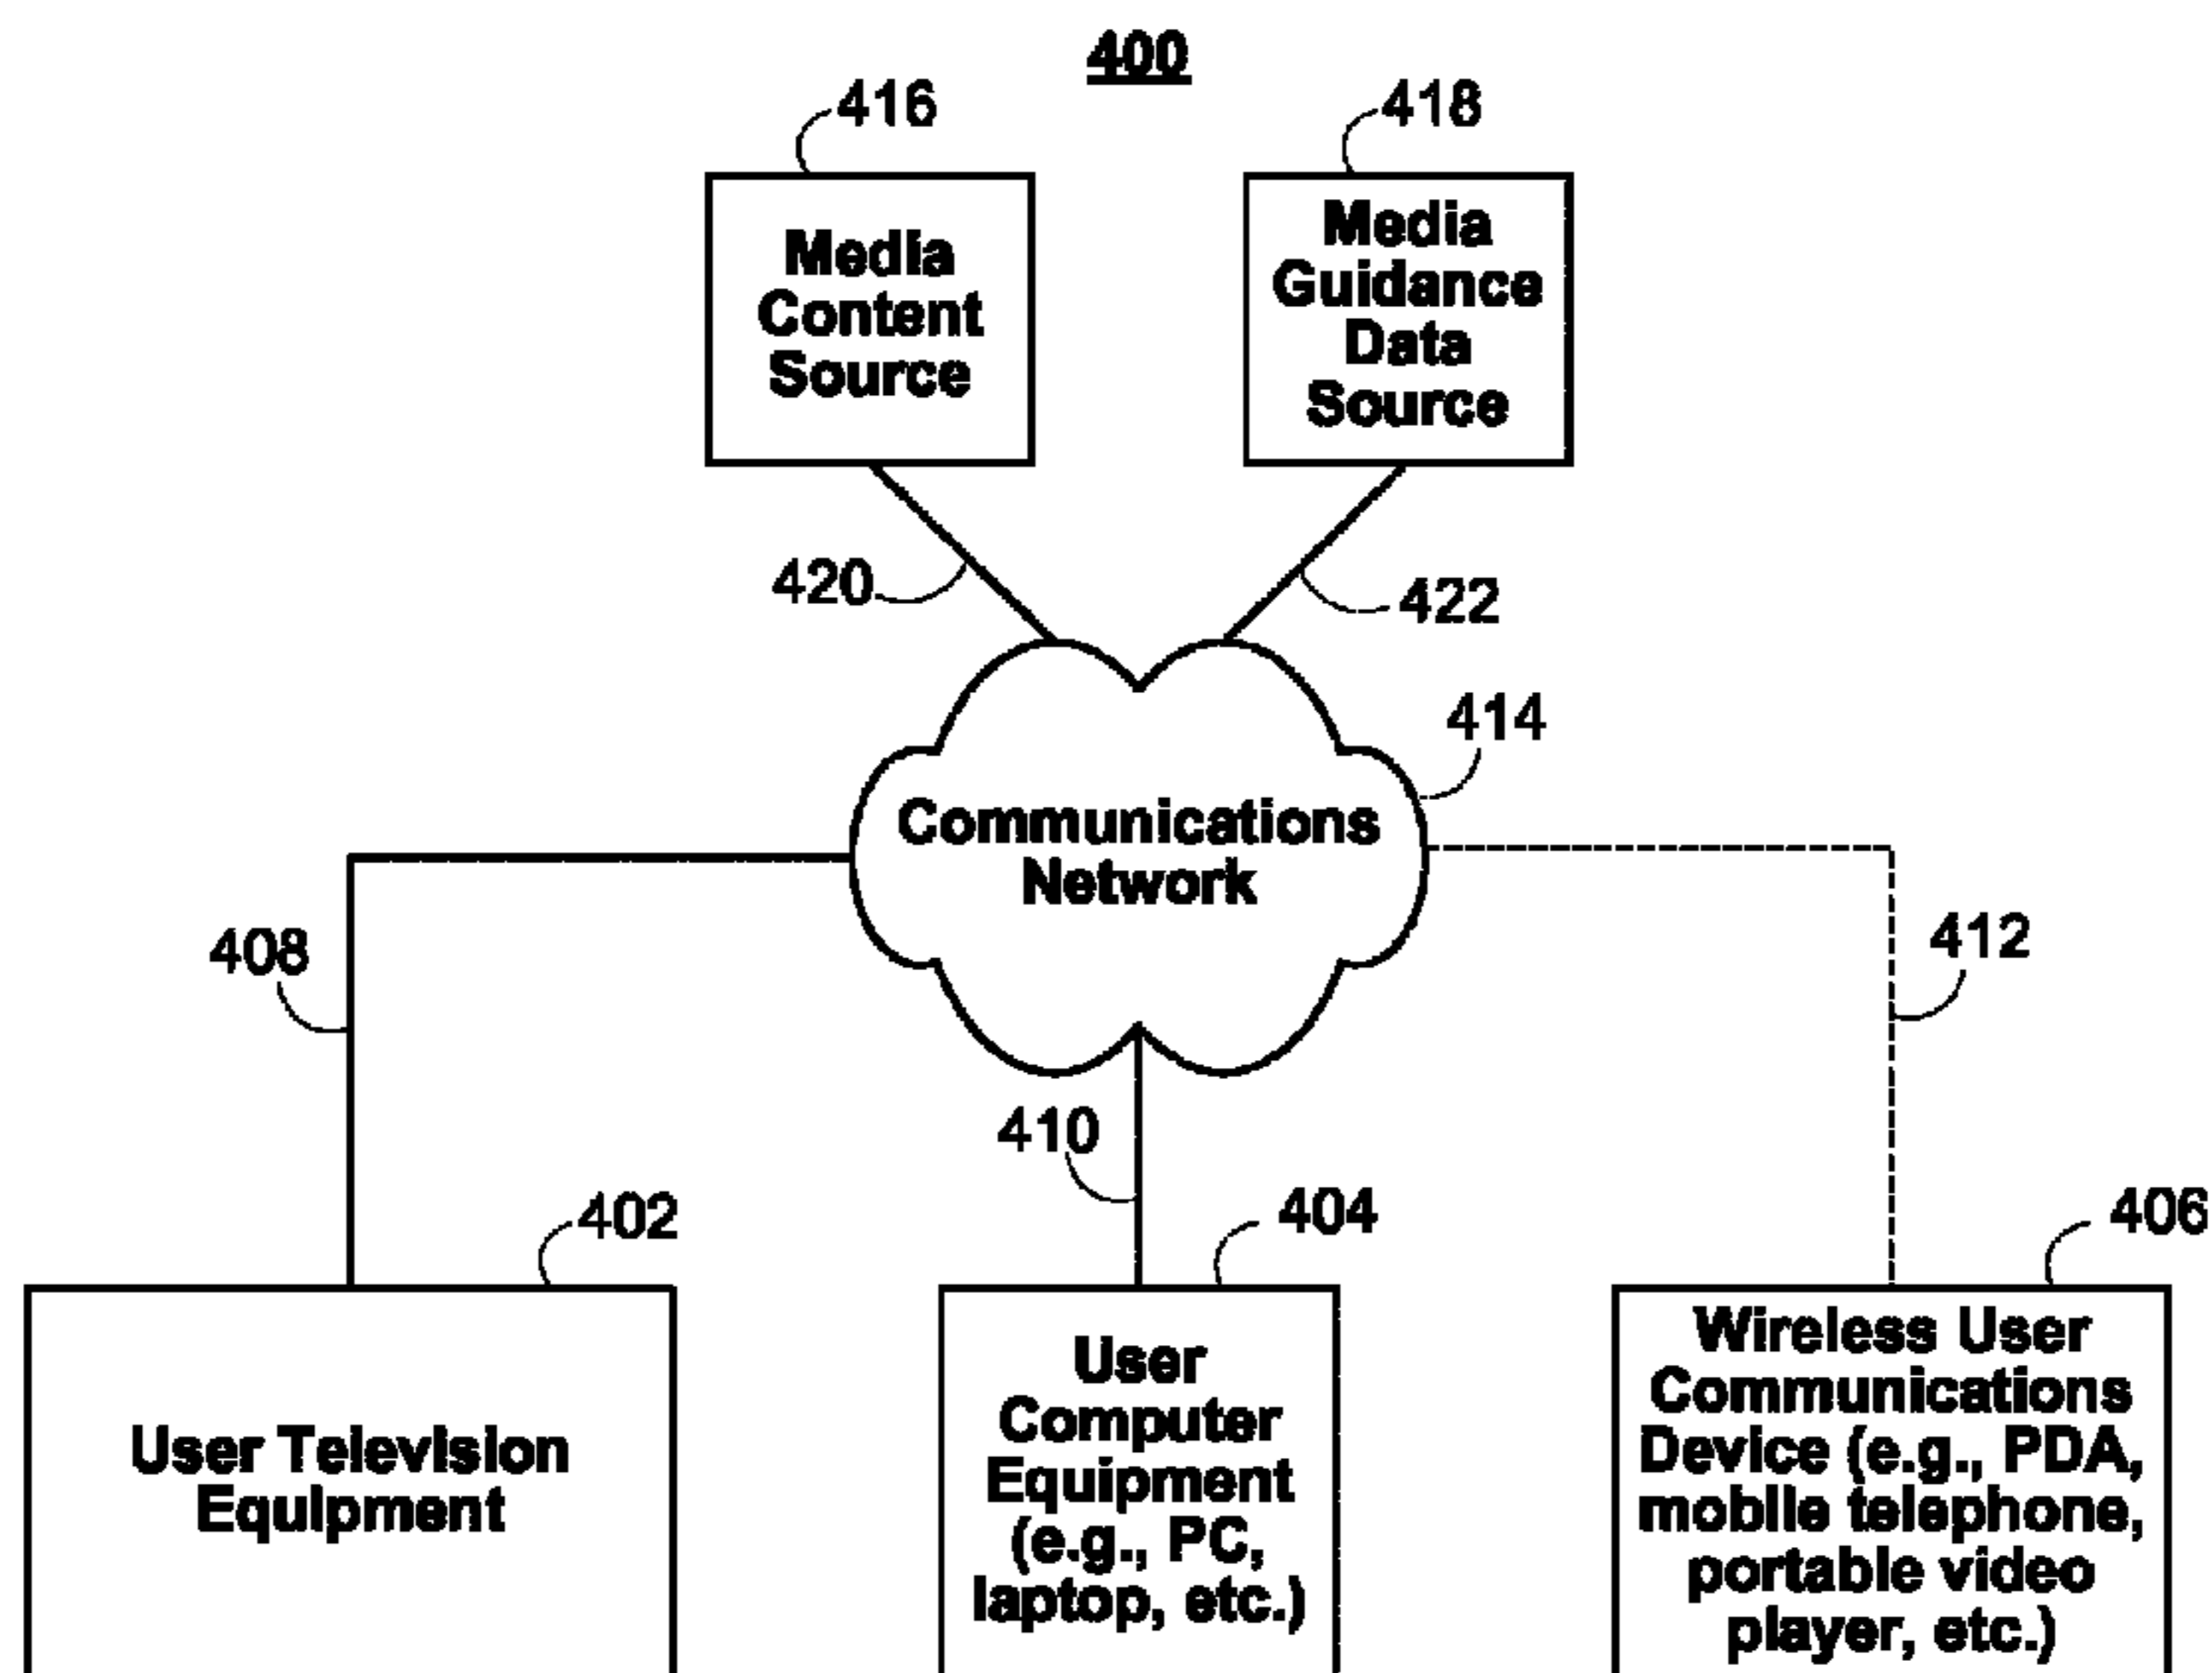 400
416
418
Media
Content
Source
Media
Guidance
Data
Source
420
422
414
Communications
Network
408
412
410
402
404
406
User Television
Equipment
User
Computer
Equipment
(e.g., PC,
laptop, etc.)
Wireless User
Communications
Device (e.g., PDA,
mobile telephone,
portable video
player, etc.)